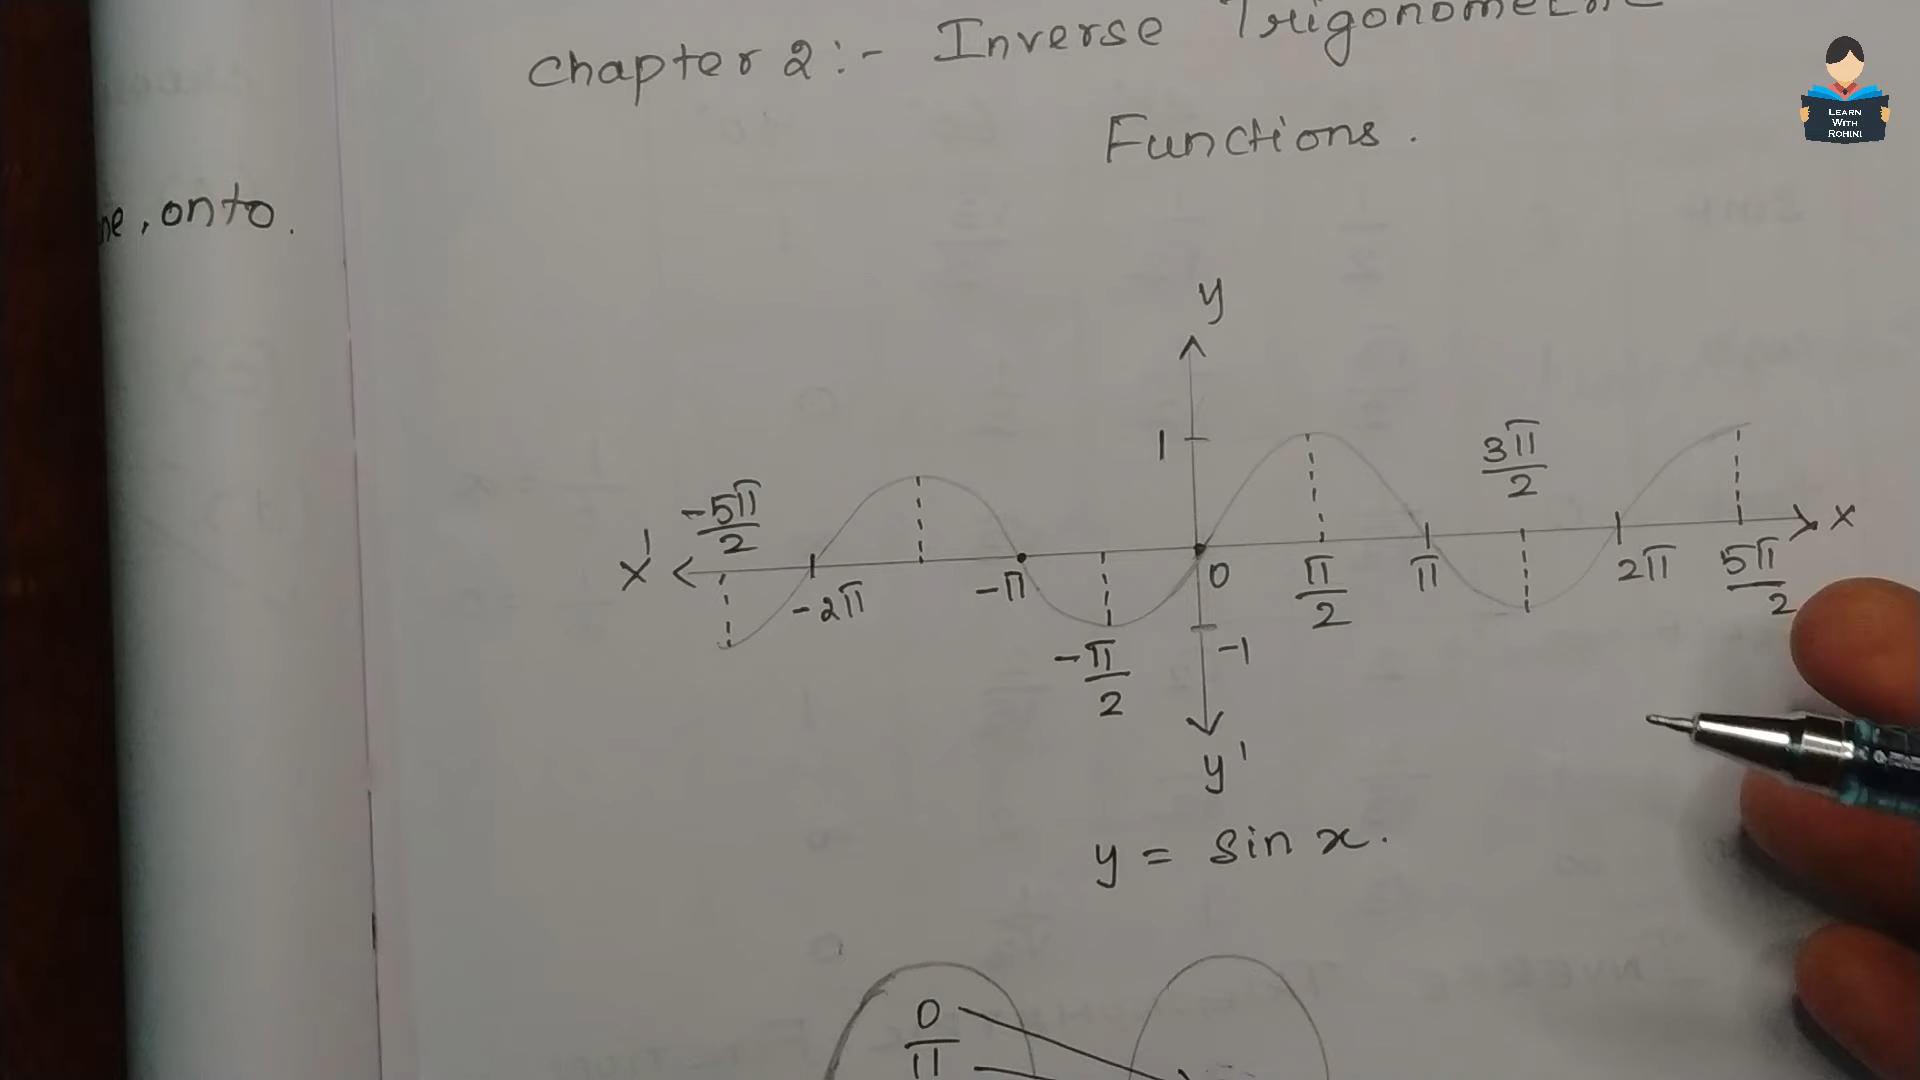 Chapter 2:- Inverse Trigonometric
Functions.
LEARN
WITH
ROHINI
, onto.
y
1
3π/2
-5π/2
x' -2π -π 0 π/2 π 2π 5π/2 x
-π/2
-1
y'
y = sin x.
0
π